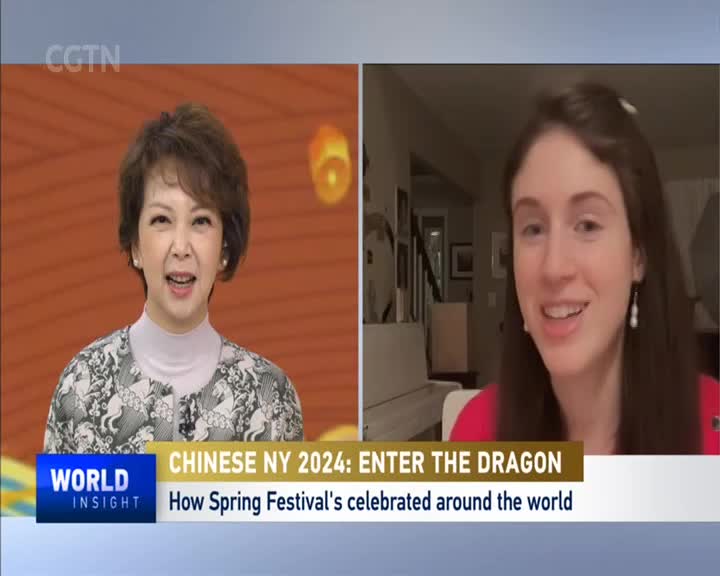 CGTN
CHINESE NY 2024: ENTER THE DRAGON
WORLD
INSIGHT
How Spring Festival's celebrated around the world